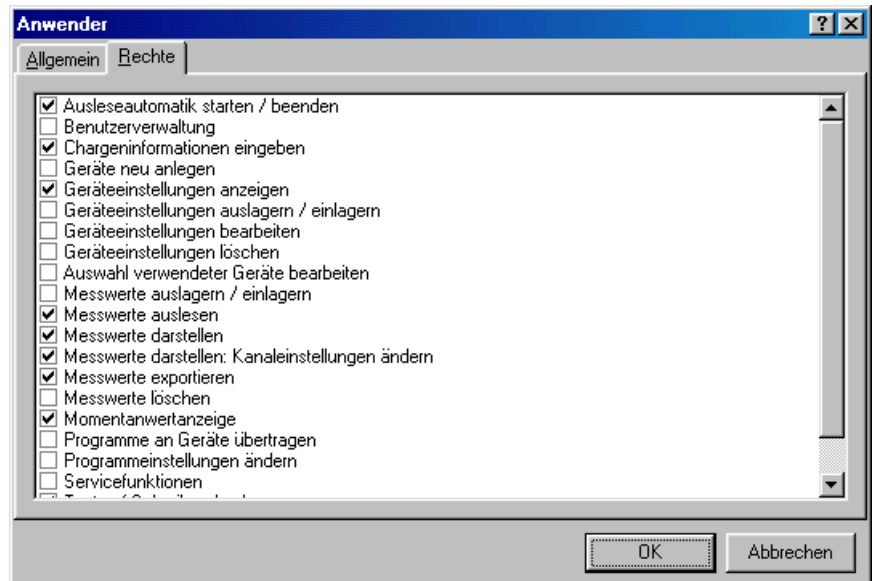 Anwender
Allgemein Rechte
Ausleseautomatik starten / beenden
Benutzerverwaltung
Chargeninformationen eingeben
Geräte neu anlegen
Geräteeinstellungen anzeigen
Geräteeinstellungen auslagern / einlagern
Geräteeinstellungen bearbeiten
Geräteeinstellungen löschen
Auswahl verwendeter Geräte bearbeiten
Messwerte auslagern / einlagern
Messwerte auslesen
Messwerte darstellen
Messwerte darstellen: Kanaleinstellungen ändern
Messwerte exportieren
Messwerte löschen
Momentanwertanzeige
Programme an Geräte übertragen
Programmeinstellungen ändern
Servicefunktionen
OK Abbrechen